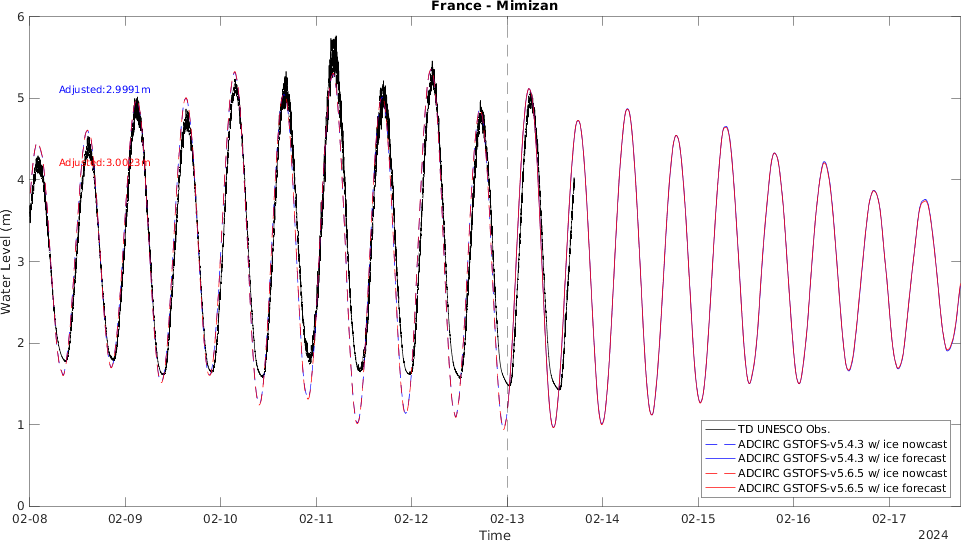 France - Mimizan
6
5
4
3
2
1
0
Water Level (m)
Adjusted:2.9991m
Adjusted:3.0023m
TD UNESCO Obs.
ADCIRC GSTOFS-v5.4.3 w/ ice nowcast
ADCIRC GSTOFS-v5.4.3 w/ ice forecast
ADCIRC GSTOFS-v5.6.5 w/ ice nowcast
ADCIRC GSTOFS-v5.6.5 w/ ice forecast
02-08 02-09 02-10 02-11 02-12 02-13 02-14 02-15 02-16 02-17
Time
2024